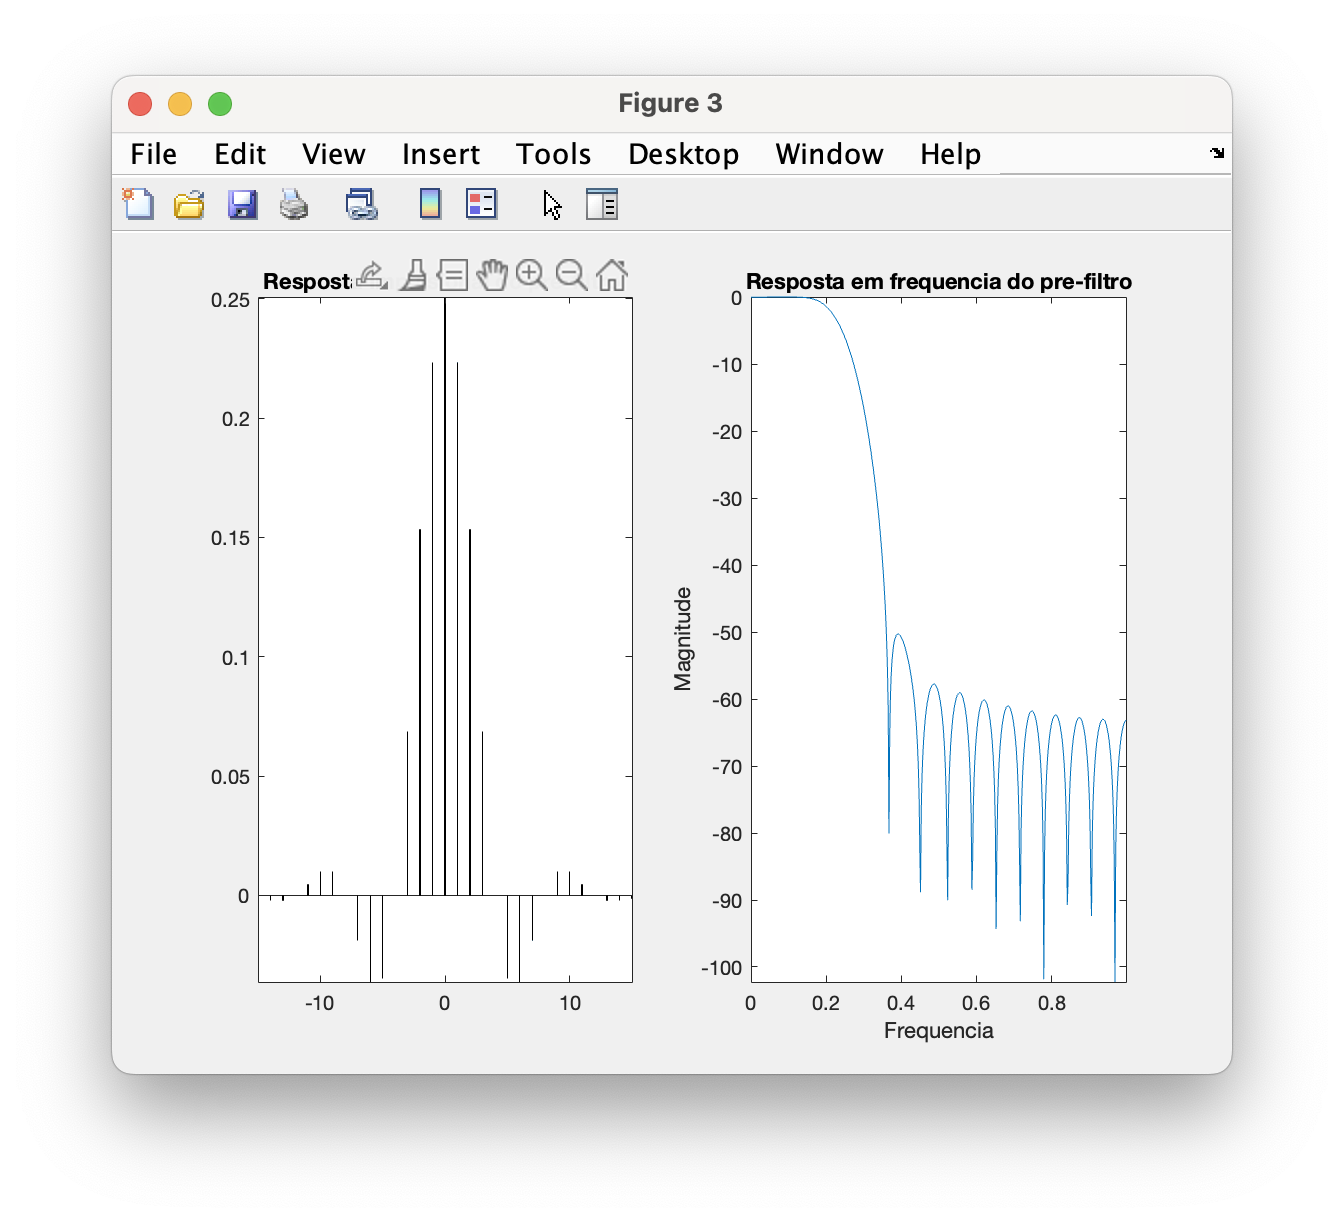 Figure 3
File Edit View Insert Tools Desktop Window Help
Resposta em frequencia do pre-filtro
0.25
0.2
0.15
0.1
0.05
0
-10 0 10
0
-10
-20
-30
-40
-50
-60
-70
-80
-90
-100
0 0.2 0.4 0.6 0.8
Magnitude
Frequencia